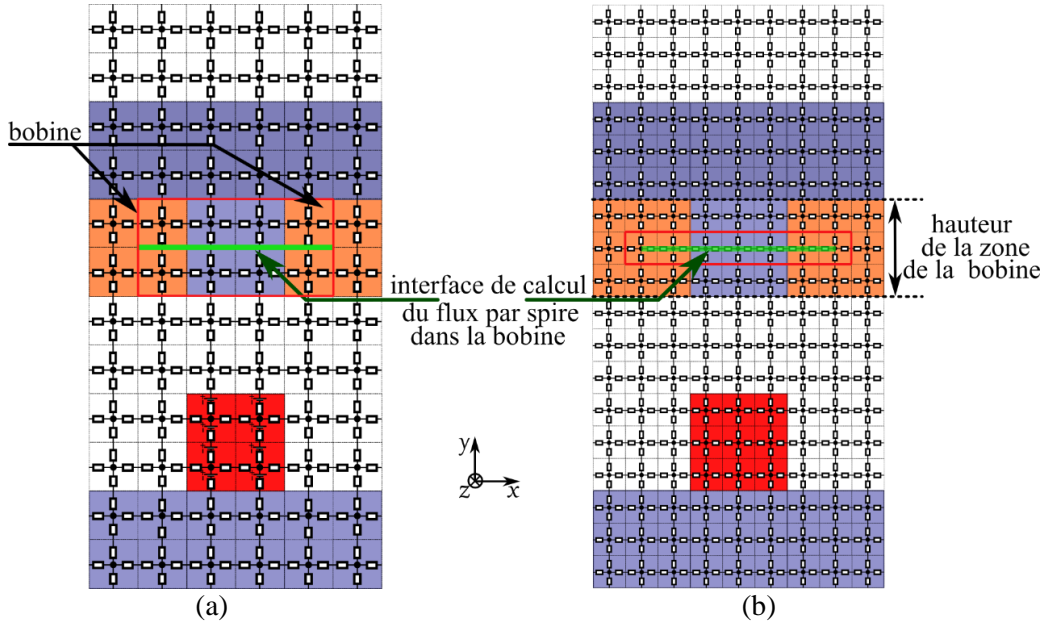 bobine
interface de calcul
du flux par spire
dans la bobine
hauteur
de la zone
de la bobine
y
z
x
(a)
(b)